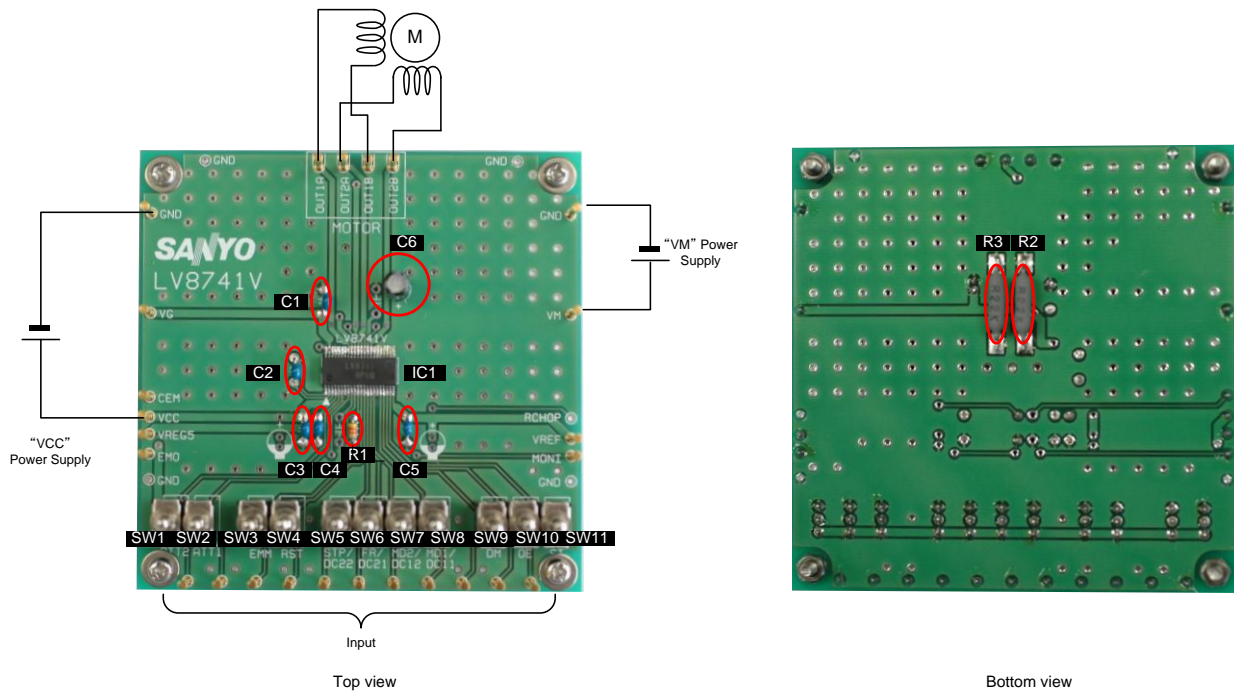 M
GND
GND
OUT1A
OUT2A
OUT1B
OUT2B
MOTOR
GND
GND
SANYO
LV8741V
C6
"VM" Power
Supply
C1
VG
VM
LV8741V
C2
IC1
CEM
VCC
VREG5
EMO
GND
RCHOP
VREF
MONI
GND
"VCC"
Power Supply
C3
C4
R1
C5
SW1
SW2
SW3
SW4
SW5
SW6
SW7
SW8
SW9
SW10
SW11
ATT1
EMM
RST
STP/
DC22
FR/
DC21
MD2/
DC12
MD1/
DC11
DM
OE
ST
Input
Top view
R3
R2
Bottom view